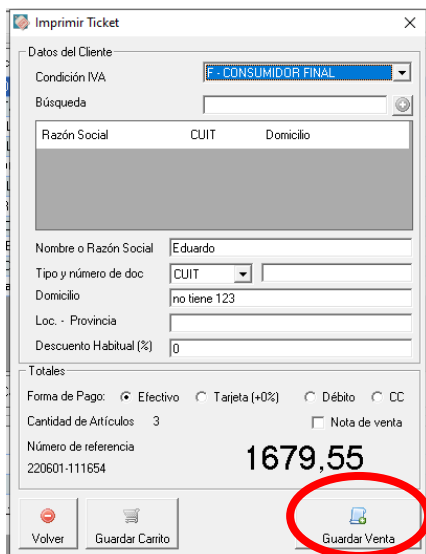 Imprimir Ticket
Datos del Cliente
Condición IVA F - CONSUMIDOR FINAL
Búsqueda
Razón Social CUIT Domicilio
Nombre o Razón Social Eduardo
Tipo y número de doc CUIT
Domicilio no tiene 123
Loc. - Provincia
Descuento Habitual (%) 0
Totales
Forma de Pago: Efectivo Tarjeta (+0%) Débito CC
Cantidad de Artículos 3 Nota de venta
Número de referencia
220601-111654 1679,55
Volver Guardar Carrito Guardar Venta